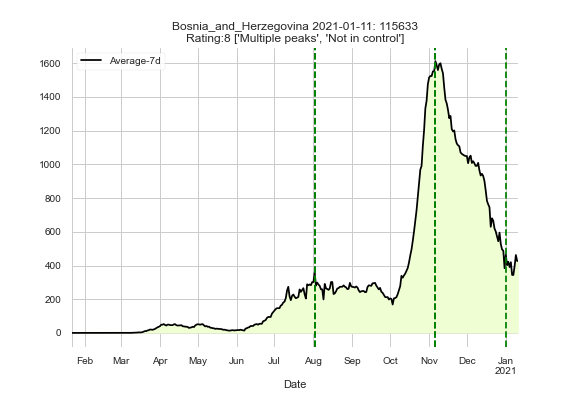 Bosnia_and_Herzegovina 2021-01-11: 115633
Rating:8 ['Multiple peaks', 'Not in control']
Average-7d
1600
1400
1200
1000
800
600
400
200
0
Feb Mar Apr May Jun Jul Aug Sep Oct Nov Dec Jan
2021
Date